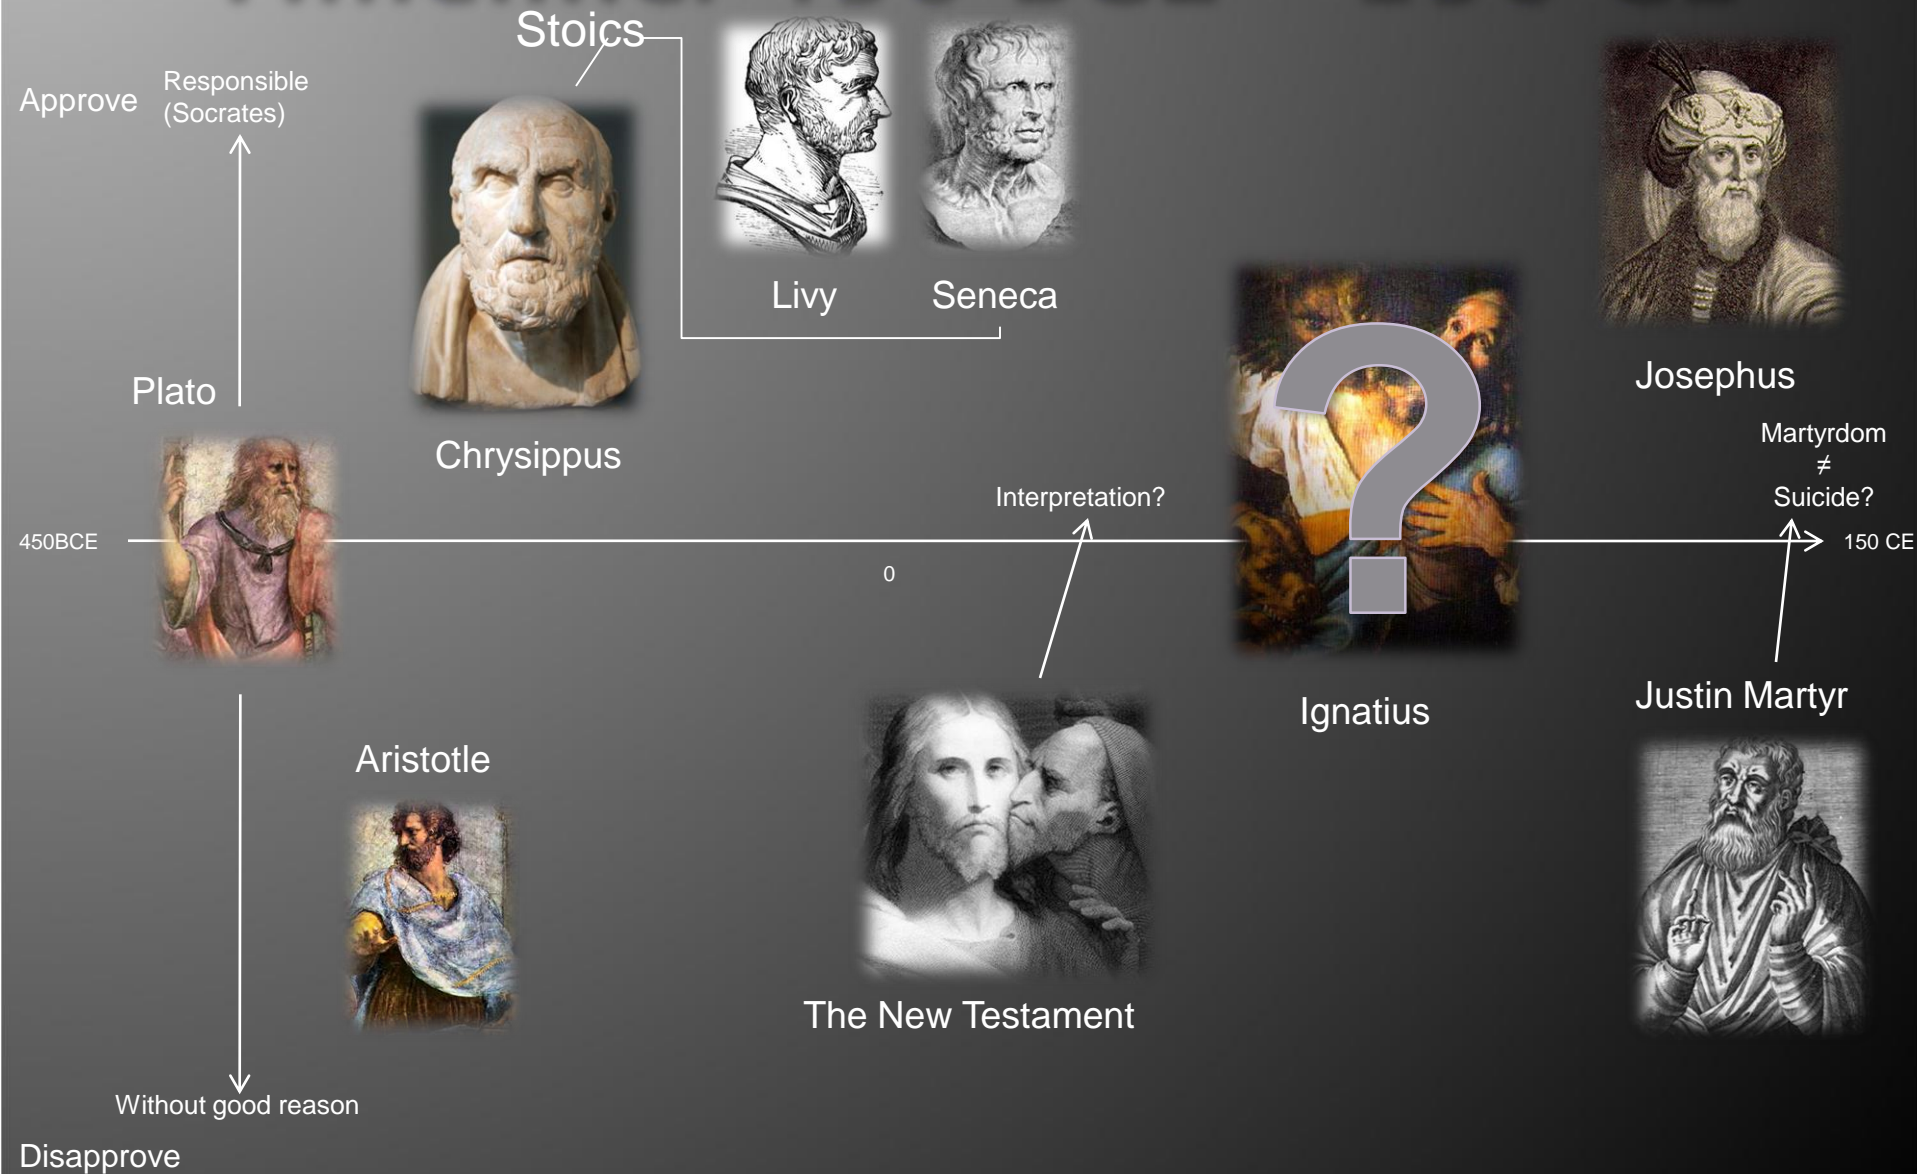 Stoics
Approve
Responsible
(Socrates)
Livy
Seneca
Josephus
Plato
Chrysippus
Martyrdom
≠
Suicide?
Interpretation?
450BCE
150 CE
0
Ignatius
Justin Martyr
Aristotle
The New Testament
Without good reason
Disapprove